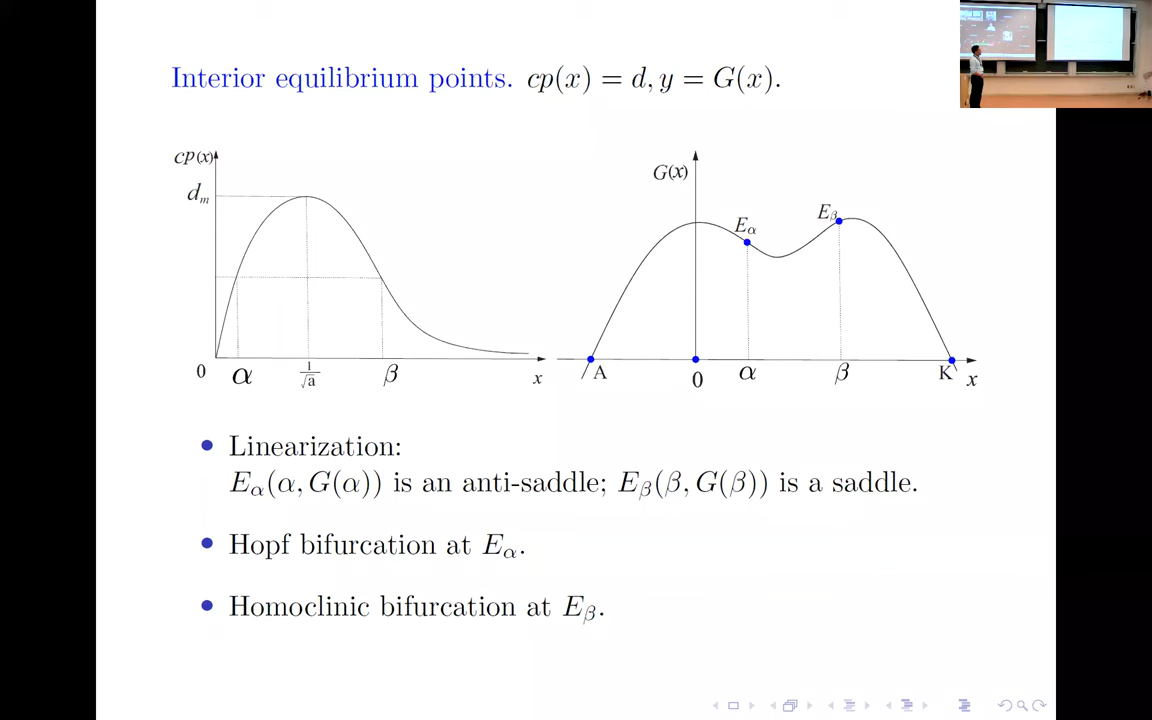 Interior equilibrium points. cp(x) = d, y = G(x).
cp(x)
d_m
0 α 1/√a β x
G(x)
E_α
E_β
A 0 α β K x
• Linearization:
E_α(α, G(α)) is an anti-saddle; E_β(β, G(β)) is a saddle.
• Hopf bifurcation at E_α.
• Homoclinic bifurcation at E_β.